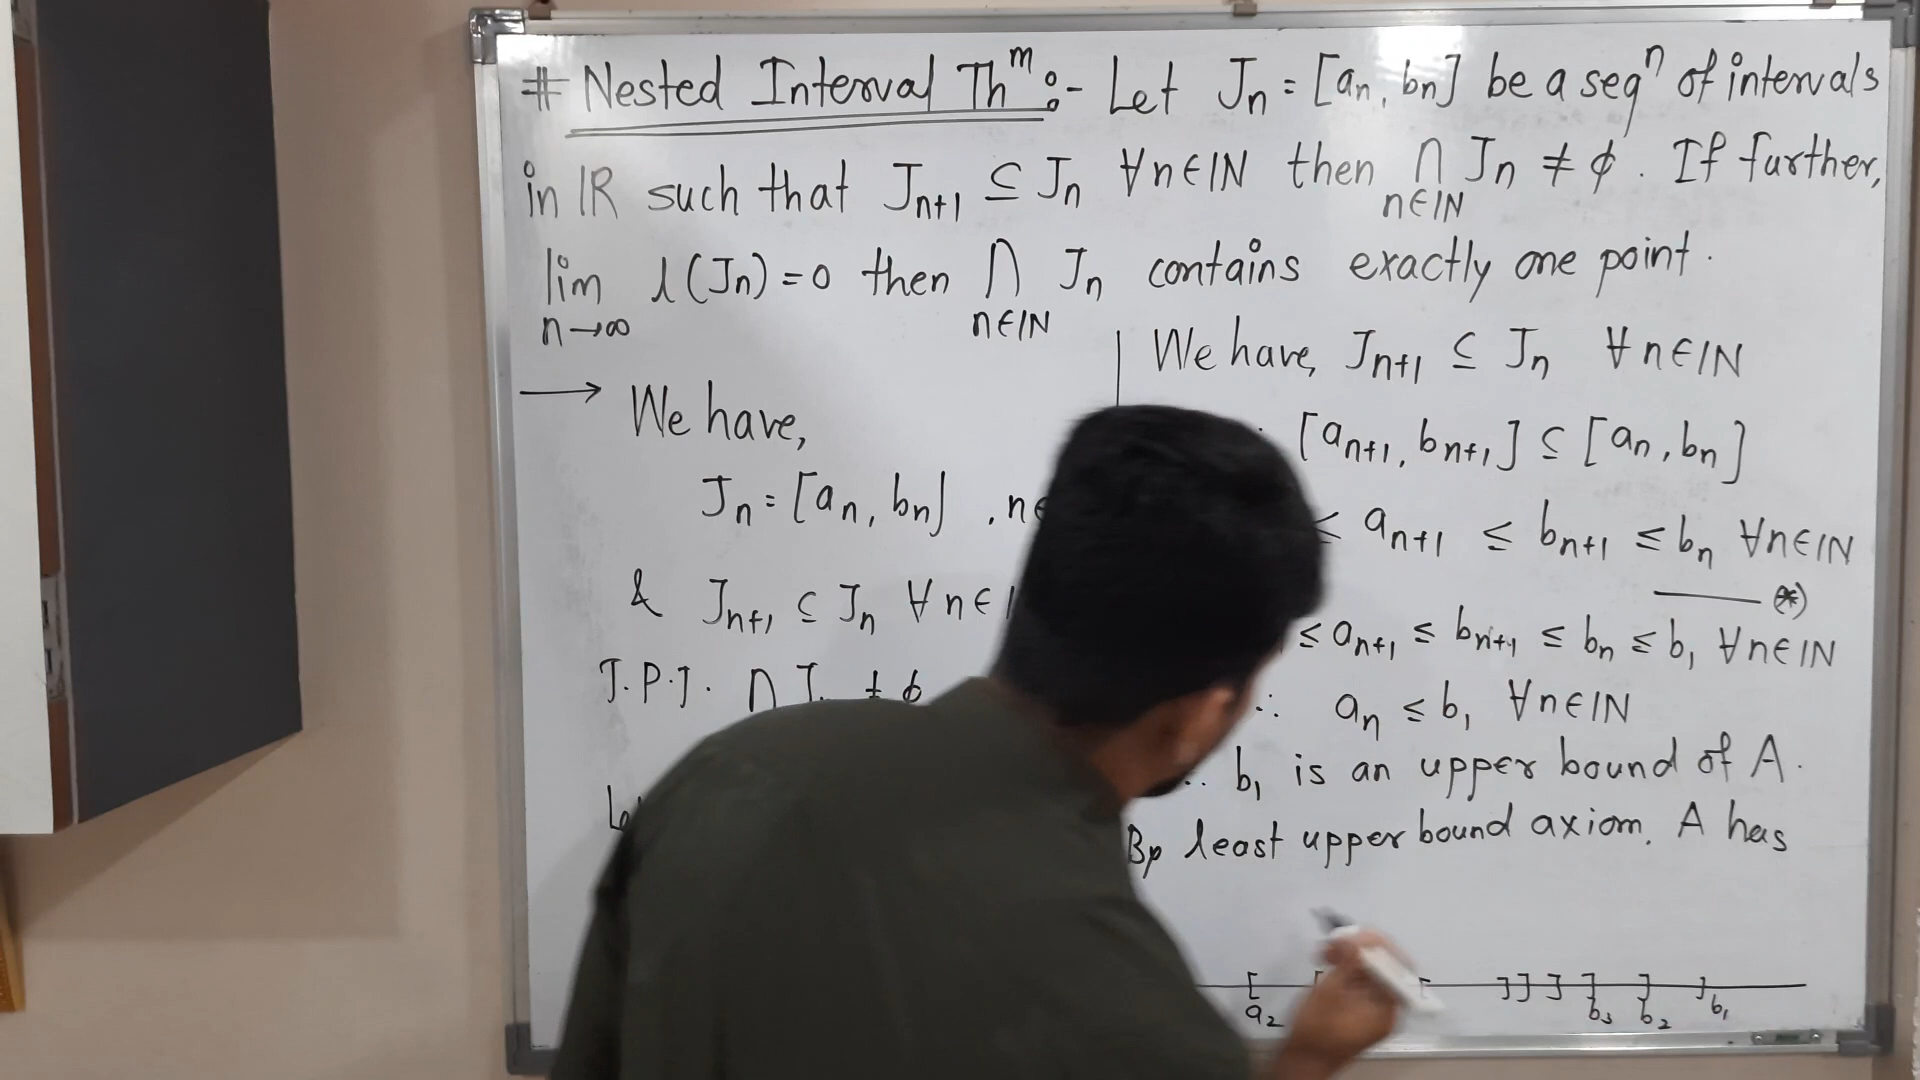 # Nested Interval Thᵐ :- Let Jn = [an, bn] be a seqⁿ of intervals
in IR such that Jn+1 ⊆ Jn ∀n∈IN then ∩ Jn ≠ ϕ . If further,
n∈IN
lim l(Jn) = 0 then ∩ Jn contains exactly one point.
n→∞ n∈IN
→ We have,
Jn = [an, bn] , n∈
& Jn+1 ⊆ Jn ∀n∈
T.P.T. ∩
We have, Jn+1 ⊆ Jn ∀n∈IN
[an+1, bn+1] ⊆ [an, bn]
≤ an+1 ≤ bn+1 ≤ bn ∀n∈IN
—— (*)
≤ an+1 ≤ bn+1 ≤ bn ≤ b1 ∀n∈IN
∴ an ≤ b1 ∀n∈IN
∴ b1 is an upper bound of A.
By least upper bound axiom, A has
[ ] ] ] ] ] ]
a2 b3 b2 b1